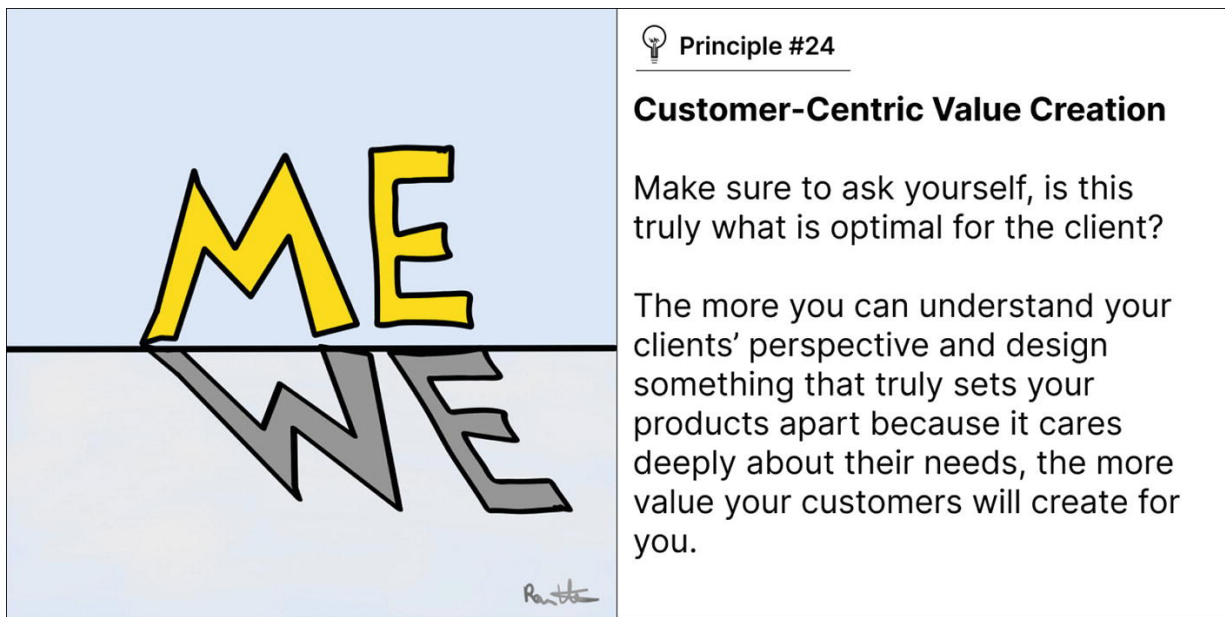 ME
WE
Principle #24
Customer-Centric Value Creation
Make sure to ask yourself, is this
truly what is optimal for the client?
The more you can understand your
clients’ perspective and design
something that truly sets your
products apart because it cares
deeply about their needs, the more
value your customers will create for
you.